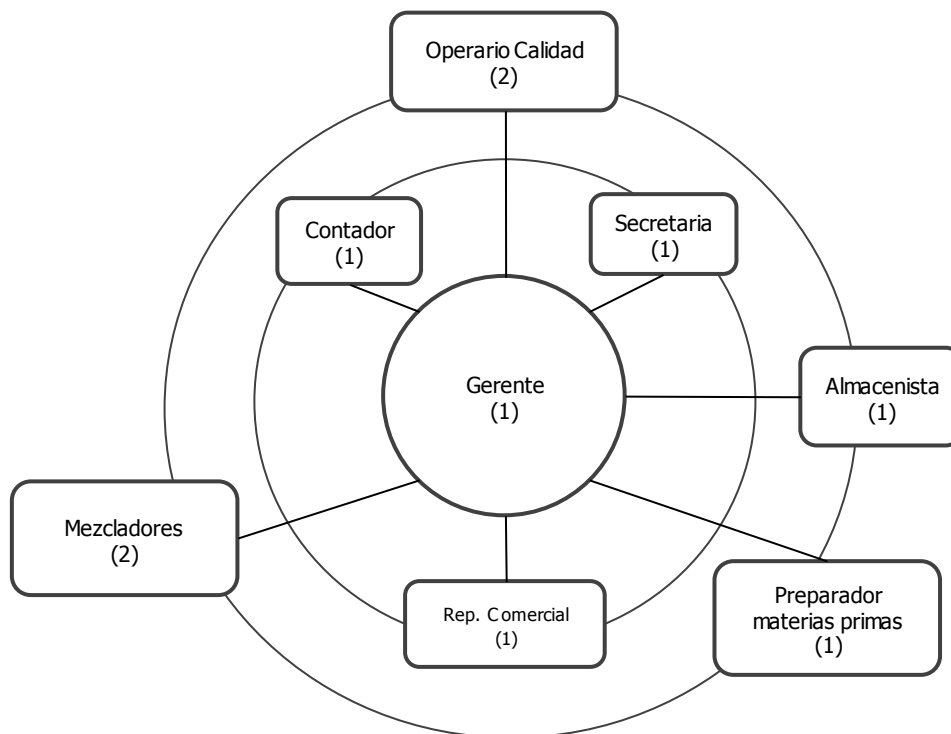 Operario Calidad
(2)
Contador
(1)
Secretaria
(1)
Gerente
(1)
Almacenista
(1)
Mezcladores
(2)
Rep. Comercial
(1)
Preparador
materias primas
(1)